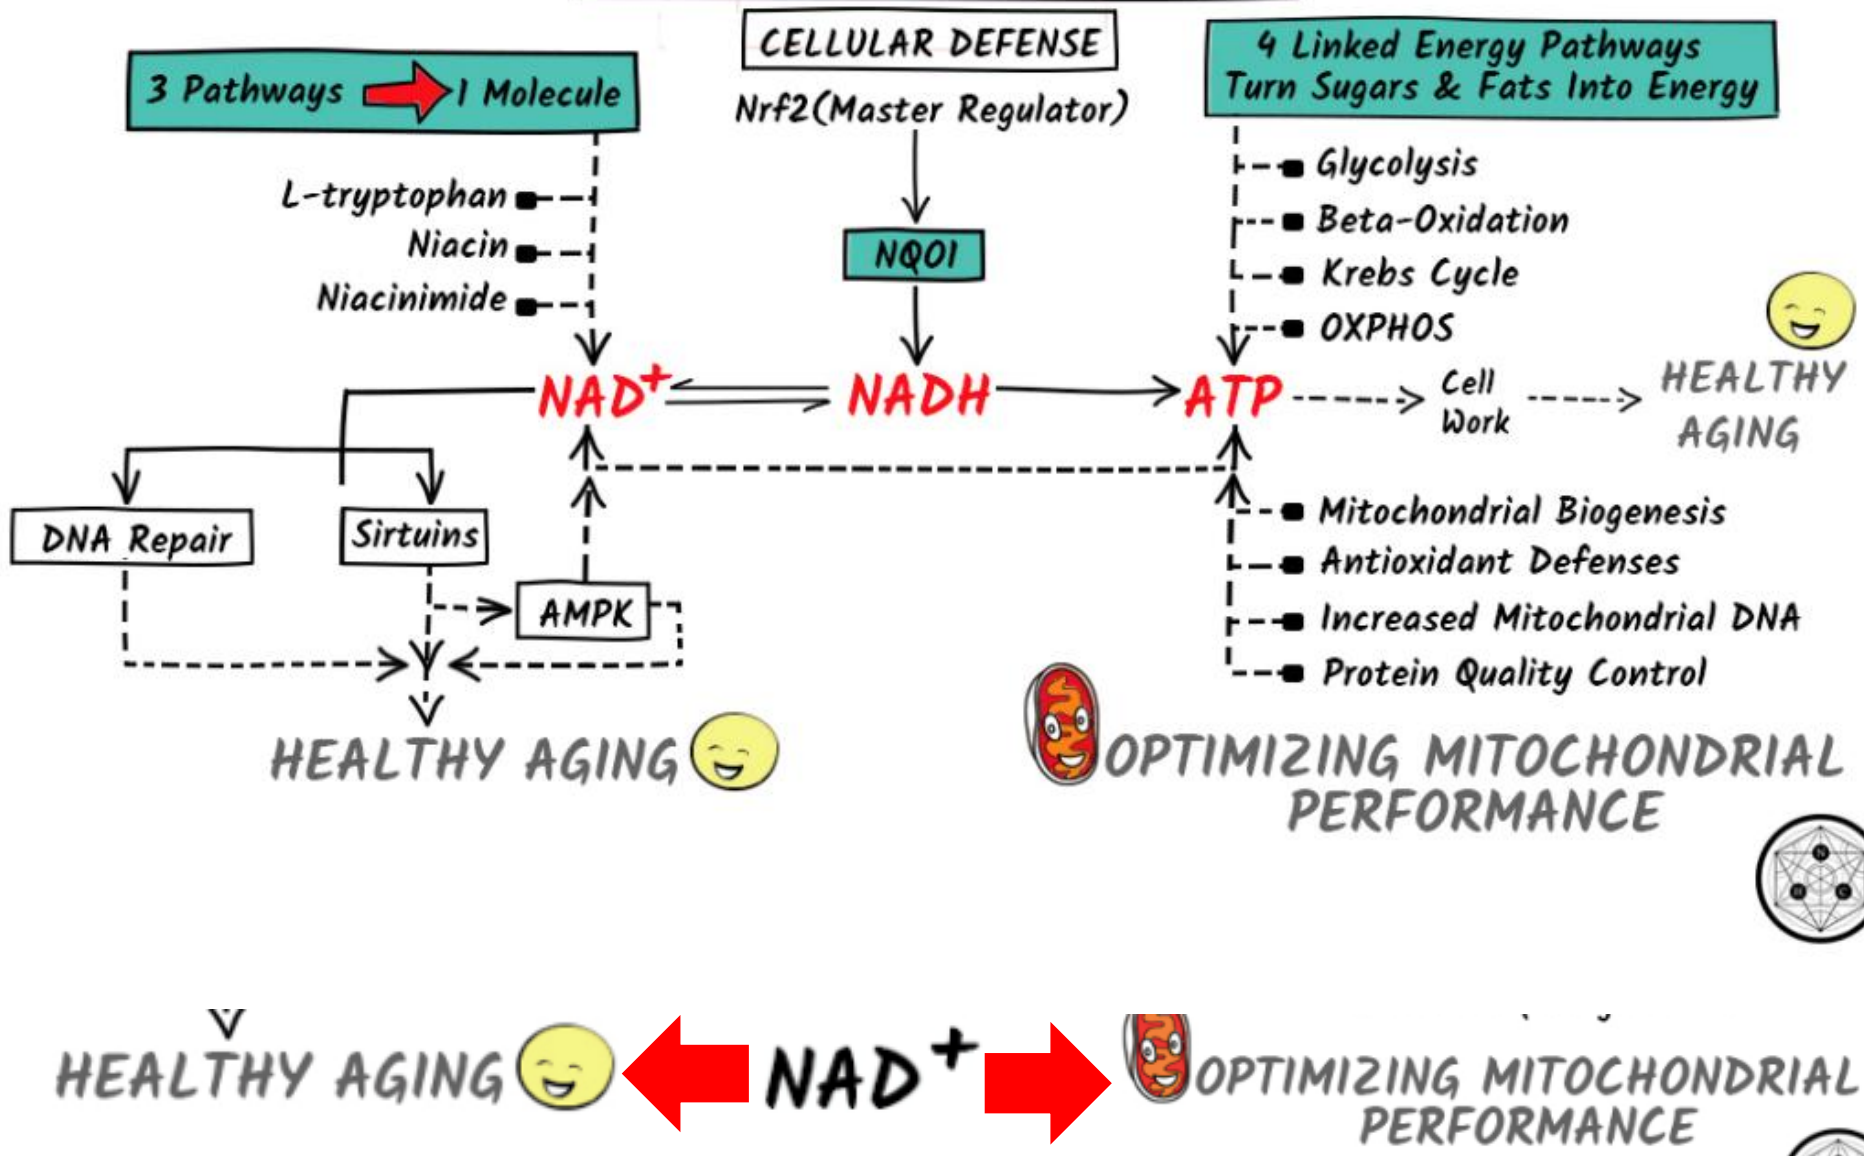 CELLULAR DEFENSE
Nrf2(Master Regulator)
NQO1
3 Pathways 1 Molecule
L-tryptophan
Niacin
Niacinimide
4 Linked Energy Pathways
Turn Sugars & Fats Into Energy
Glycolysis
Beta-Oxidation
Krebs Cycle
OXPHOS
NAD+
NADH
ATP
Cell
Work
HEALTHY
AGING
DNA Repair
Sirtuins
AMPK
HEALTHY AGING
Mitochondrial Biogenesis
Antioxidant Defenses
Increased Mitochondrial DNA
Protein Quality Control
OPTIMIZING MITOCHONDRIAL
PERFORMANCE
N
H
C
HEALTHY AGING
NAD+
OPTIMIZING MITOCHONDRIAL
PERFORMANCE